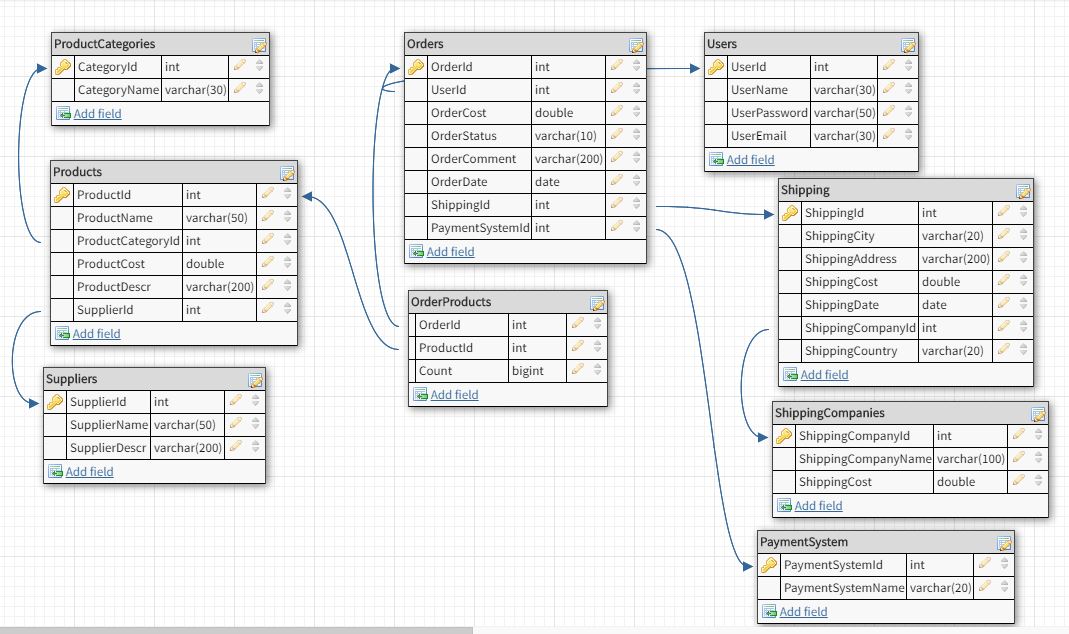 ProductCategories
CategoryId int
CategoryName varchar(30)
Add field
Products
ProductId int
ProductName varchar(50)
ProductCategoryId int
ProductCost double
ProductDescr varchar(200)
SupplierId int
Add field
Suppliers
SupplierId int
SupplierName varchar(50)
SupplierDescr varchar(200)
Add field
Orders
OrderId int
UserId int
OrderCost double
OrderStatus varchar(10)
OrderComment varchar(200)
OrderDate date
ShippingId int
PaymentSystemId int
Add field
OrderProducts
OrderId int
ProductId int
Count bigint
Add field
Users
UserId int
UserName varchar(30)
UserPassword varchar(50)
UserEmail varchar(30)
Add field
Shipping
ShippingId int
ShippingCity varchar(20)
ShippingAddress varchar(200)
ShippingCost double
ShippingDate date
ShippingCompanyId int
ShippingCountry varchar(20)
Add field
ShippingCompanies
ShippingCompanyId int
ShippingCompanyName varchar(100)
ShippingCost double
Add field
PaymentSystem
PaymentSystemId int
PaymentSystemName varchar(20)
Add field